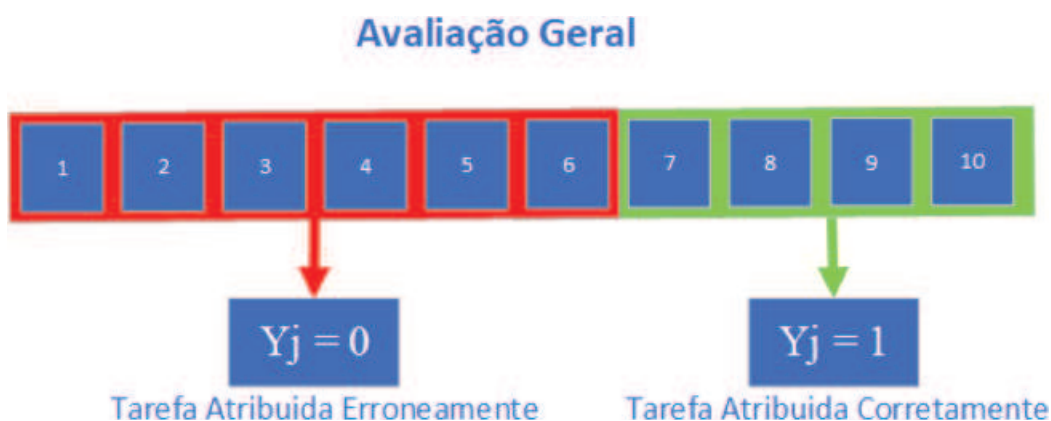 Avaliação Geral
1 2 3 4 5 6 7 8 9 10
Yj = 0 Yj = 1
Tarefa Atribuida Erroneamente Tarefa Atribuida Corretamente